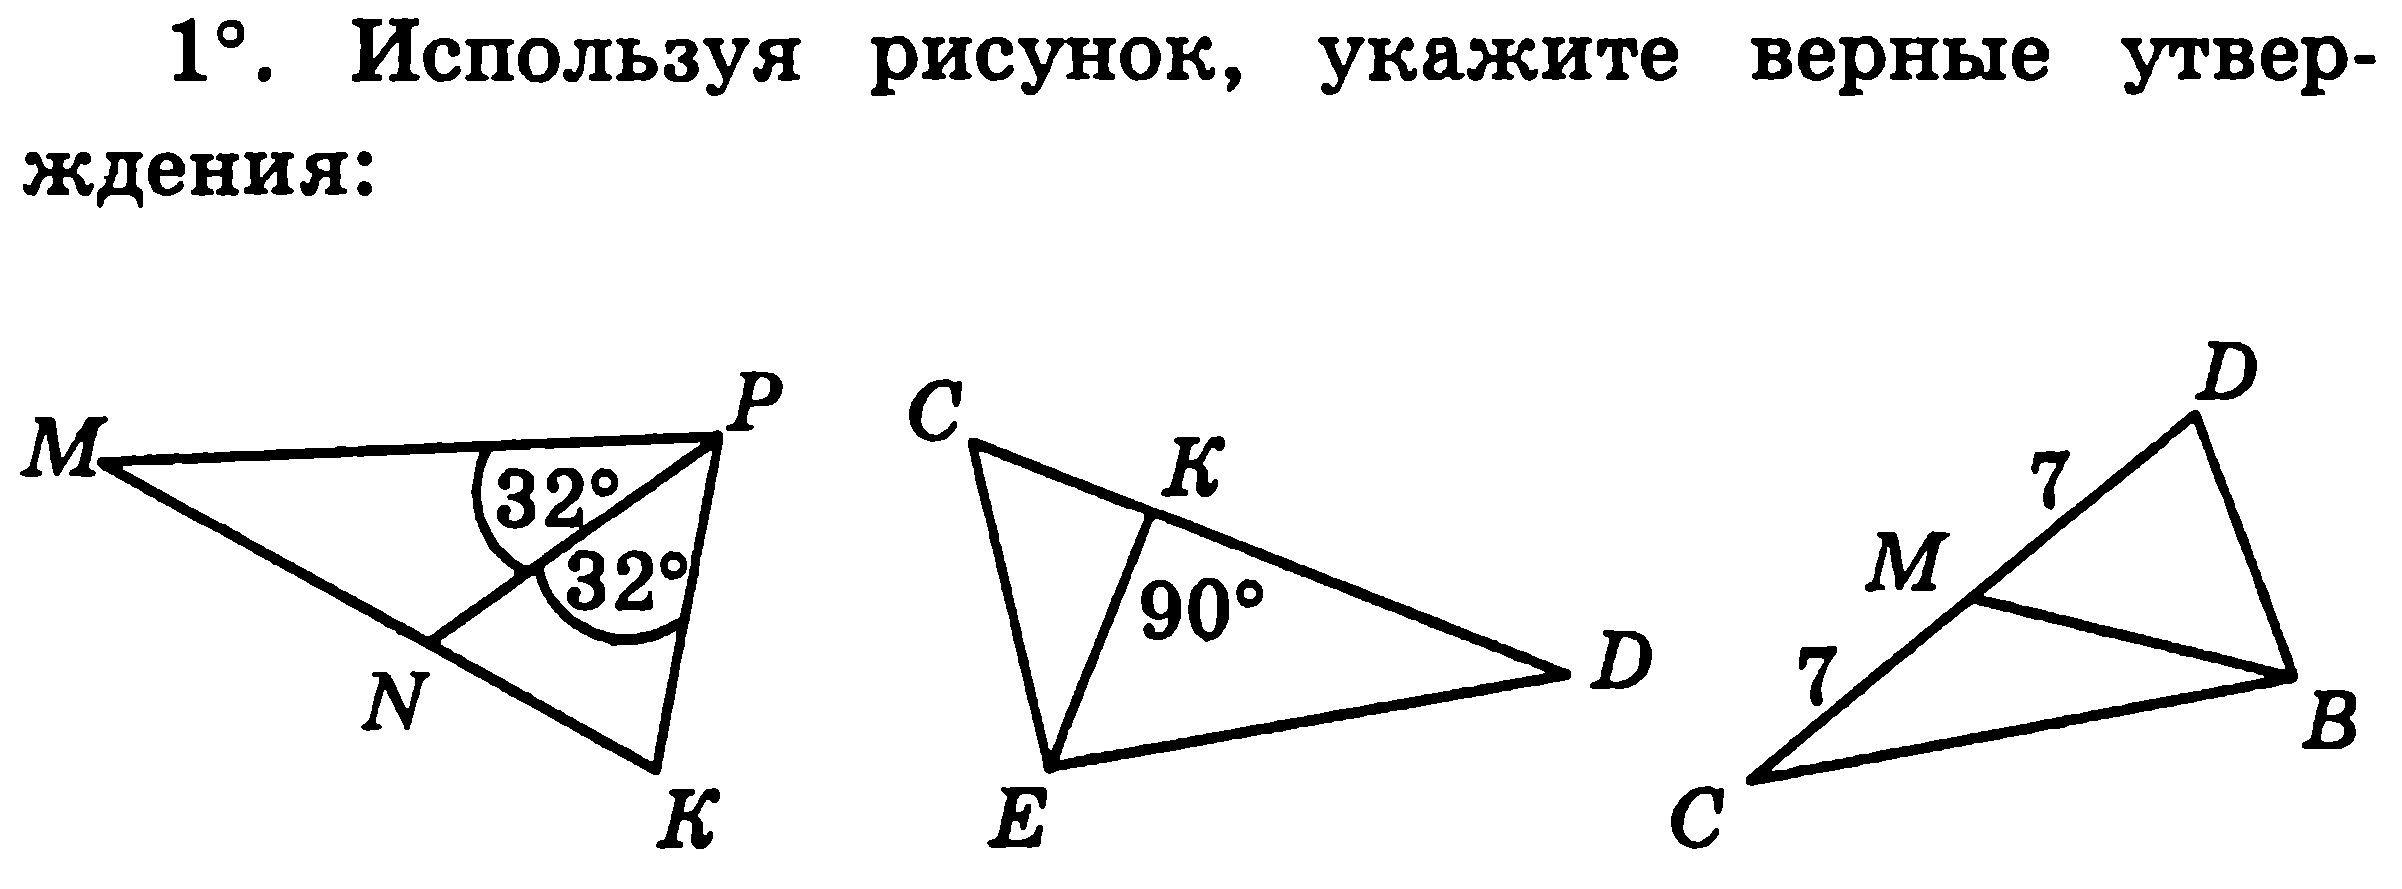 1°. Используя рисунок, укажите верные утвер-
ждения:
M P 32° 32° N K
C K 90° D E
D 7 M 7 B C